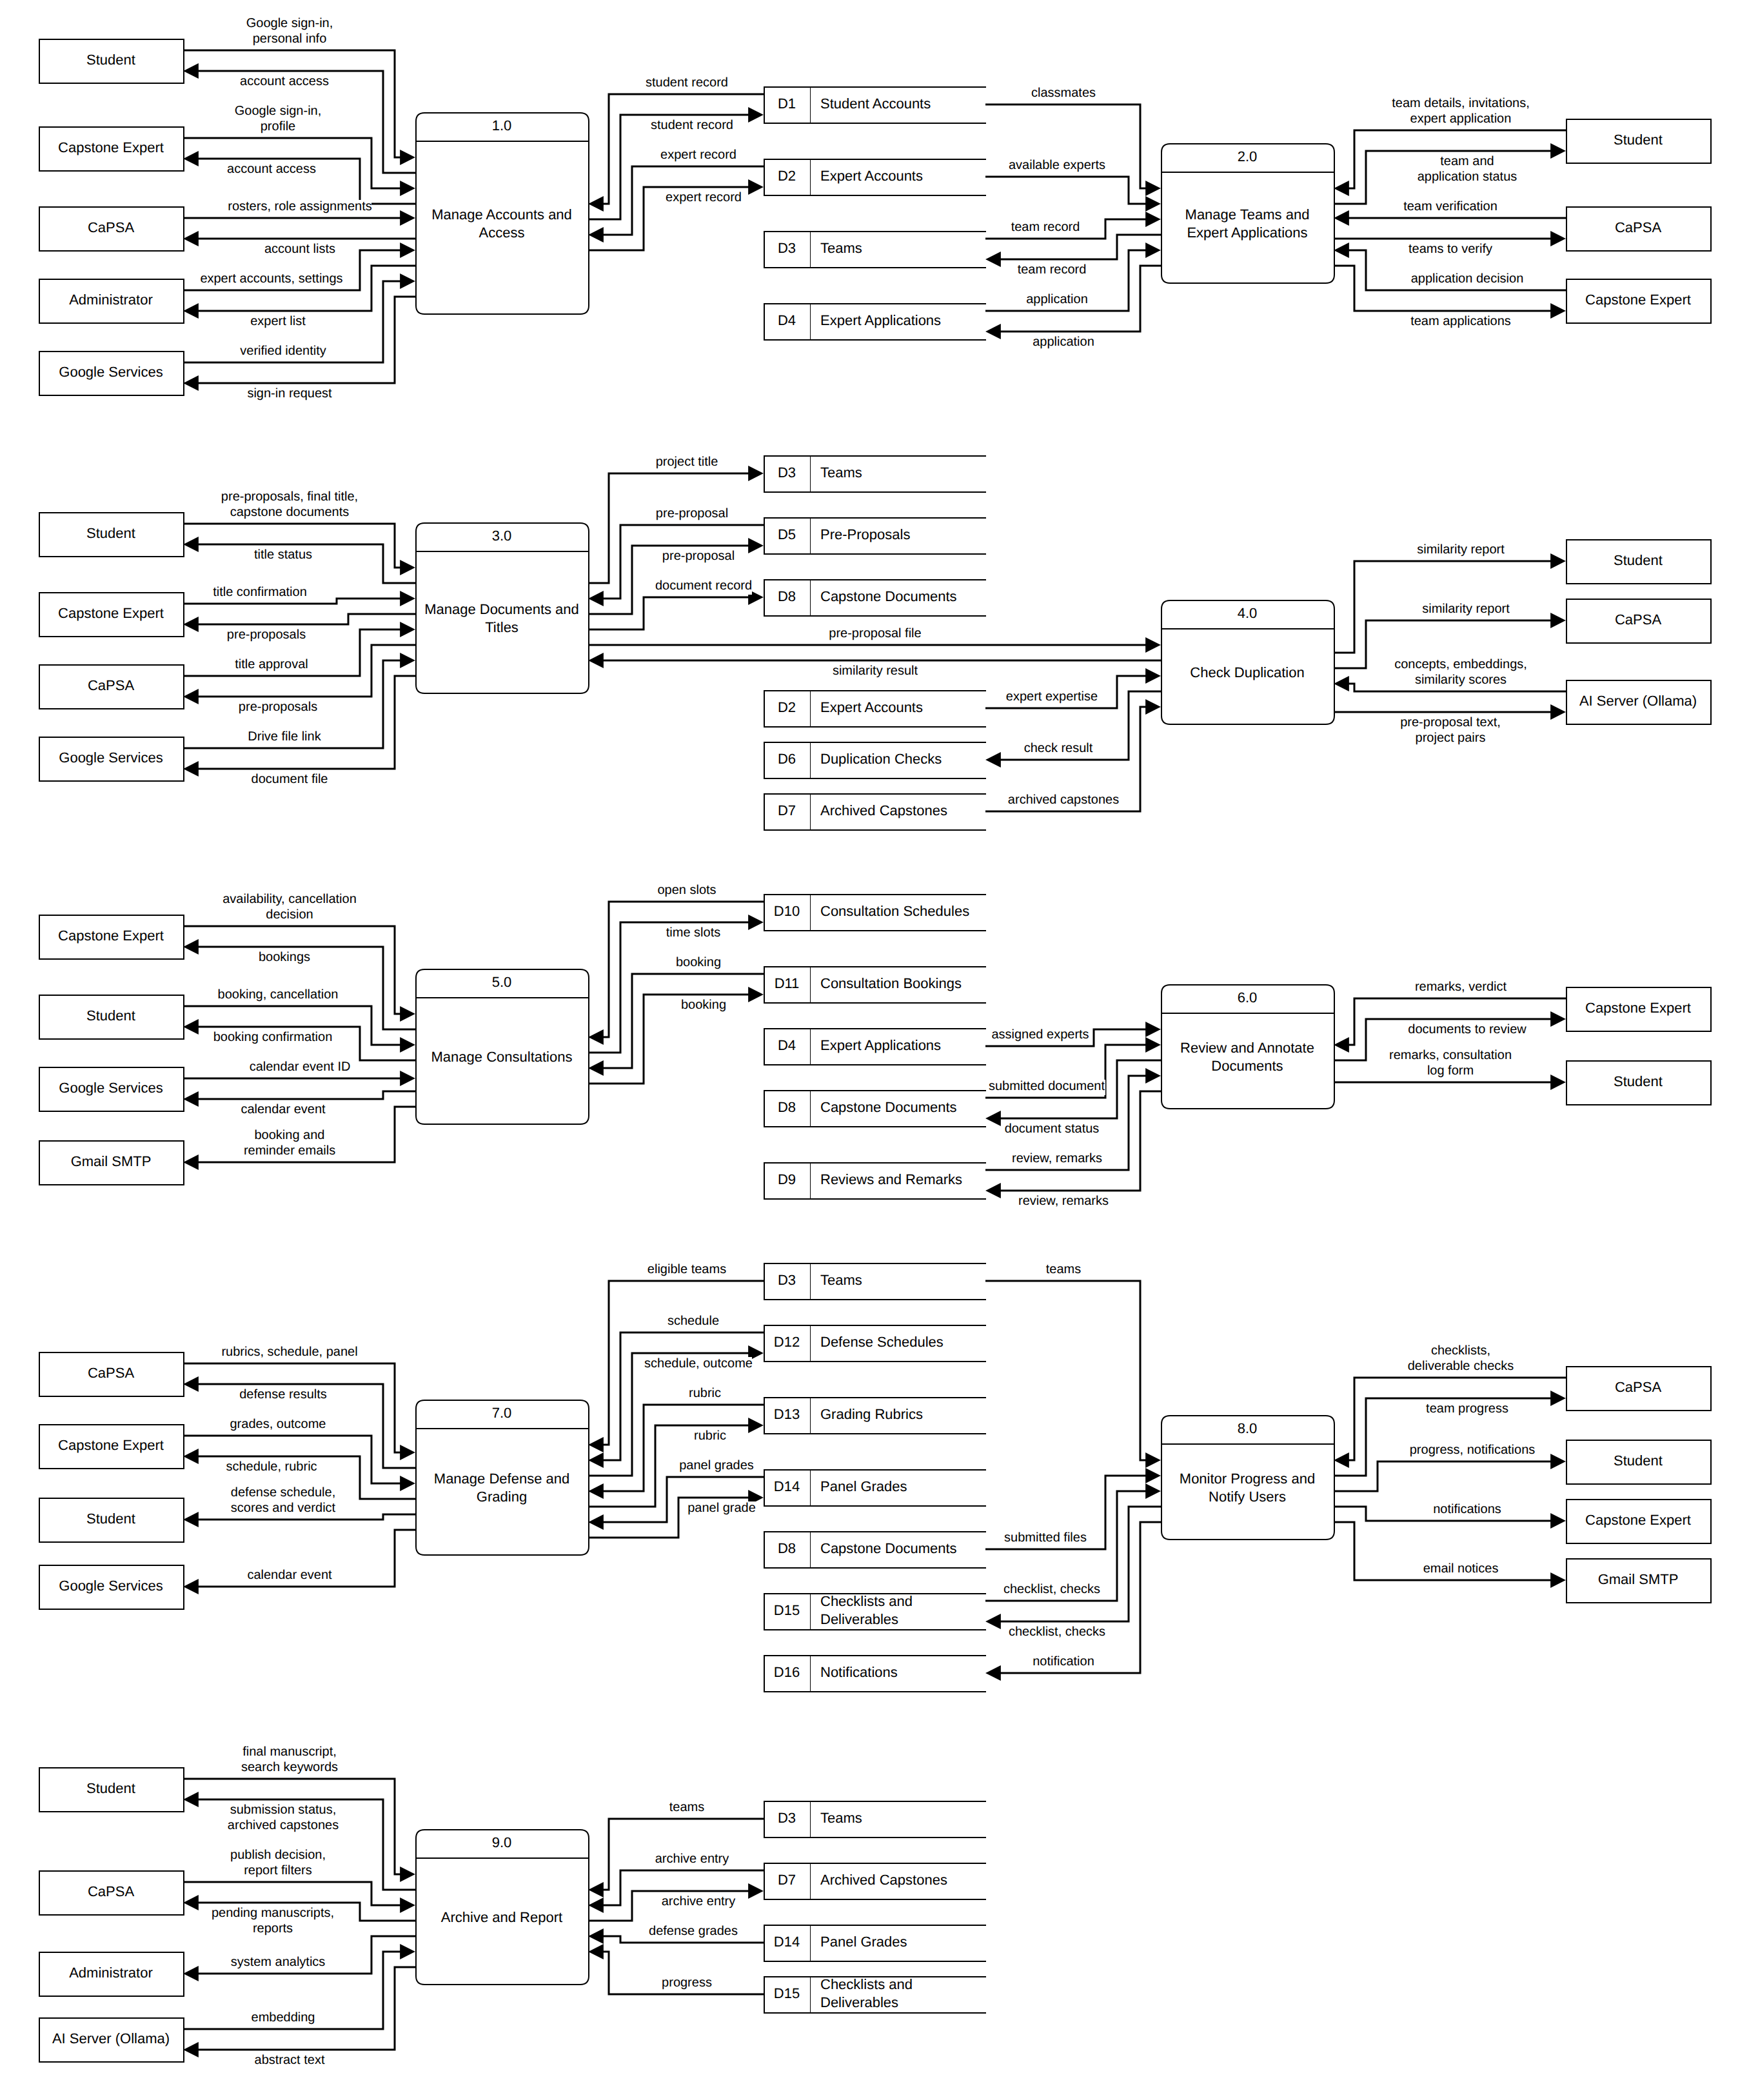 Google sign-in,
personal info
Student
account access
Google sign-in,
profile
Capstone Expert
account access
rosters, role assignments
CaPSA
account lists
expert accounts, settings
Administrator
expert list
verified identity
Google Services
sign-in request
1.0
Manage Accounts and
Access
student record
student record
expert record
expert record
D1 Student Accounts
D2 Expert Accounts
D3 Teams
D4 Expert Applications
classmates
available experts
team record
team record
application
application
2.0
Manage Teams and
Expert Applications
team details, invitations,
expert application
Student
team and
application status
team verification
CaPSA
teams to verify
application decision
Capstone Expert
team applications
pre-proposals, final title,
capstone documents
Student
title status
title confirmation
Capstone Expert
pre-proposals
title approval
CaPSA
pre-proposals
Drive file link
Google Services
document file
3.0
Manage Documents and
Titles
project title
D3 Teams
pre-proposal
D5 Pre-Proposals
pre-proposal
document record
D8 Capstone Documents
pre-proposal file
similarity result
D2 Expert Accounts
expert expertise
D6 Duplication Checks
check result
D7 Archived Capstones
archived capstones
4.0
Check Duplication
similarity report
Student
similarity report
CaPSA
concepts, embeddings,
similarity scores
AI Server (Ollama)
pre-proposal text,
project pairs
availability, cancellation
decision
Capstone Expert
bookings
booking, cancellation
Student
booking confirmation
calendar event ID
Google Services
calendar event
booking and
reminder emails
Gmail SMTP
5.0
Manage Consultations
open slots
D10 Consultation Schedules
time slots
booking
D11 Consultation Bookings
booking
D4 Expert Applications
assigned experts
D8 Capstone Documents
submitted document
document status
D9 Reviews and Remarks
review, remarks
review, remarks
6.0
Review and Annotate
Documents
remarks, verdict
Capstone Expert
documents to review
remarks, consultation
log form
Student
rubrics, schedule, panel
CaPSA
defense results
grades, outcome
Capstone Expert
schedule, rubric
defense schedule,
scores and verdict
Student
calendar event
Google Services
7.0
Manage Defense and
Grading
eligible teams
D3 Teams
schedule
D12 Defense Schedules
schedule, outcome
rubric
D13 Grading Rubrics
rubric
panel grades
D14 Panel Grades
panel grade
D8 Capstone Documents
D15 Checklists and
Deliverables
D16 Notifications
teams
submitted files
checklist, checks
checklist, checks
notification
8.0
Monitor Progress and
Notify Users
checklists,
deliverable checks
CaPSA
team progress
progress, notifications
Student
notifications
Capstone Expert
email notices
Gmail SMTP
final manuscript,
search keywords
Student
submission status,
archived capstones
publish decision,
report filters
CaPSA
pending manuscripts,
reports
system analytics
Administrator
embedding
AI Server (Ollama)
abstract text
9.0
Archive and Report
teams
D3 Teams
archive entry
D7 Archived Capstones
archive entry
defense grades
D14 Panel Grades
progress
D15 Checklists and
Deliverables